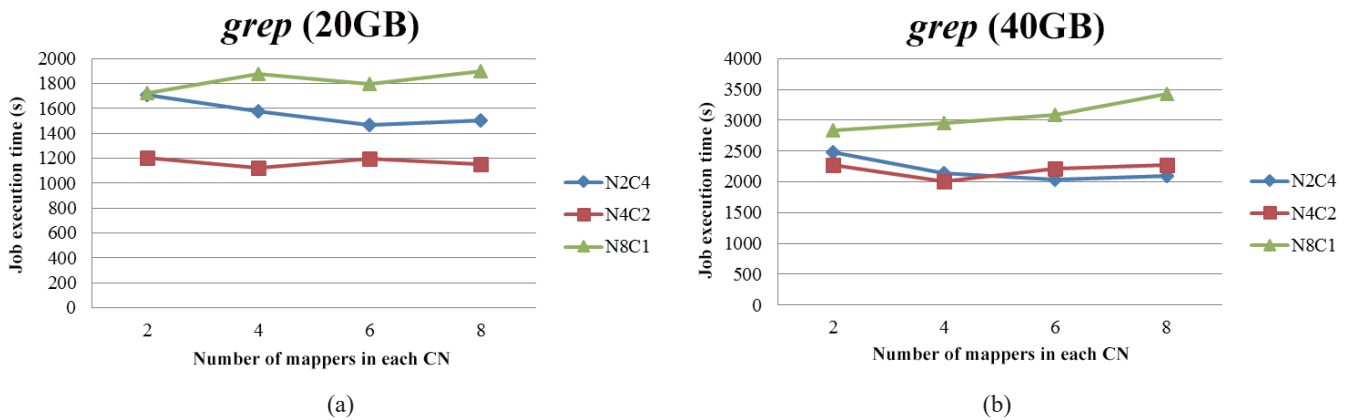 grep (20GB)
Job execution time (s)
2000
1800
1600
1400
1200
1000
800
600
400
200
0
2 4 6 8
Number of mappers in each CN
N2C4
N4C2
N8C1
(a)
grep (40GB)
Job execution time (s)
4000
3500
3000
2500
2000
1500
1000
500
0
2 4 6 8
Number of mappers in each CN
N2C4
N4C2
N8C1
(b)